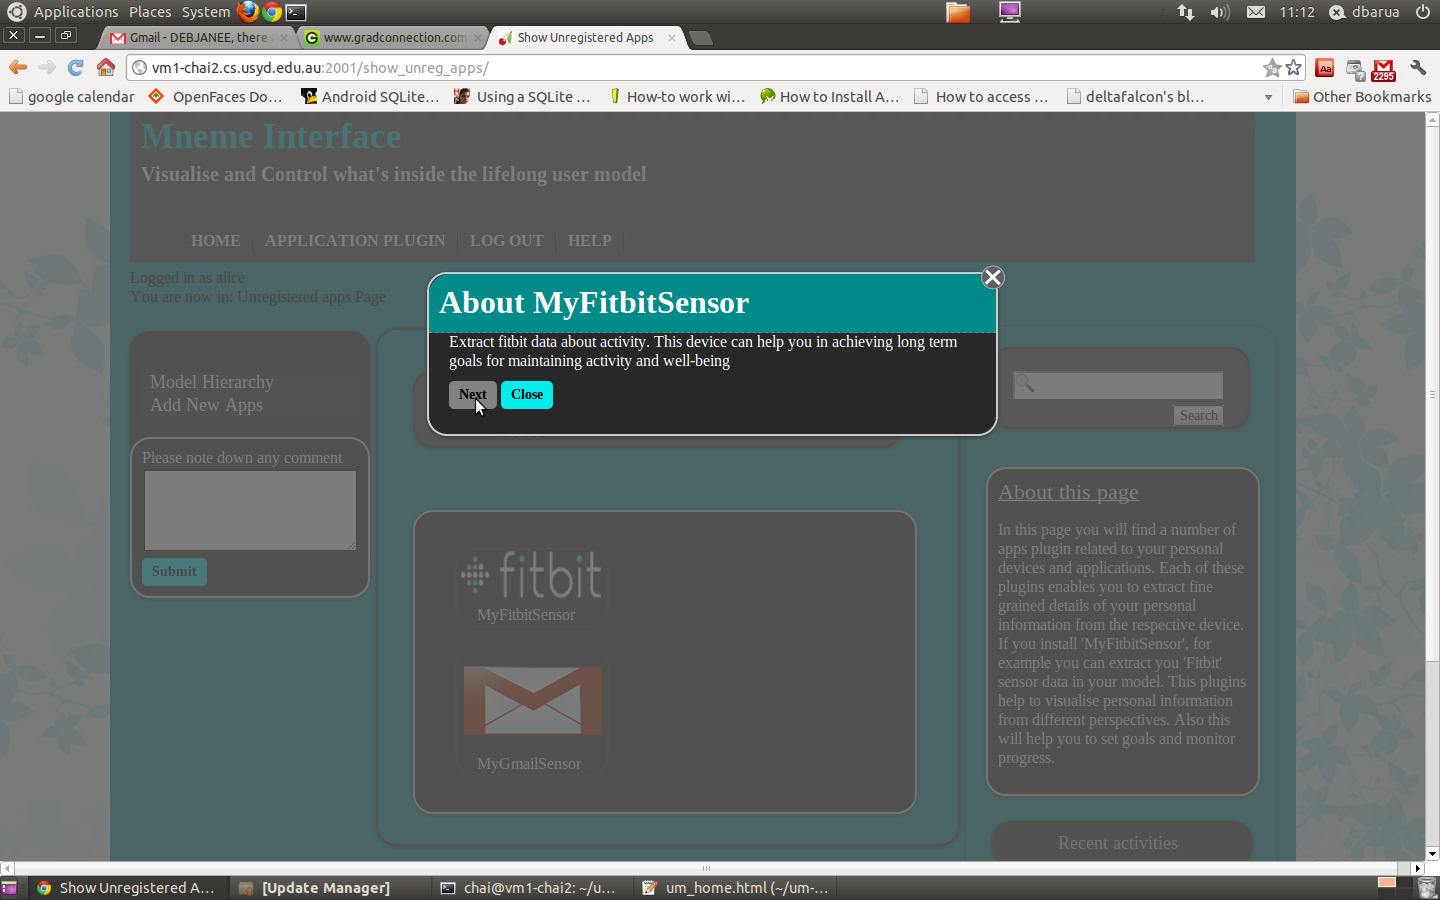 Applications Places System 11:12 dbarua
Gmail - DEBJANEE, there
www.gradconnection.com
Show Unregistered Apps
vm1-chai2.cs.usyd.edu.au:2001/show_unreg_apps/
Aa
2295
google calendar
OpenFaces Do...
Android SQLite...
Using a SQLite ...
How-to work wi...
How to Install A...
How to access ...
deltafalcon's bl...
Other Bookmarks
Mneme Interface
Visualise and Control what's inside the lifelong user model
HOME APPLICATION PLUGIN LOG OUT HELP
Logged in as alice
You are now in: Unregistered apps Page
About MyFitbitSensor
Extract fitbit data about activity. This device can help you in achieving long term
goals for maintaining activity and well-being
Next Close
Model Hierarchy
Add New Apps
Please note down any comment
Submit
fitbit
MyFitbitSensor
MyGmailSensor
Search
About this page
In this page you will find a number of
apps plugin related to your personal
devices and applications. Each of these
plugins enables you to extract fine
grained details of your personal
information from the respective device.
If you install 'MyFitbitSensor', for
example you can extract you 'Fitbit'
sensor data in your model. This plugins
help to visualise personal information
from different perspectives. Also this
will help you to set goals and monitor
progress.
Recent activities
Show Unregistered A...
[Update Manager]
chai@vm1-chai2: ~/u...
um_home.html (~/um-...